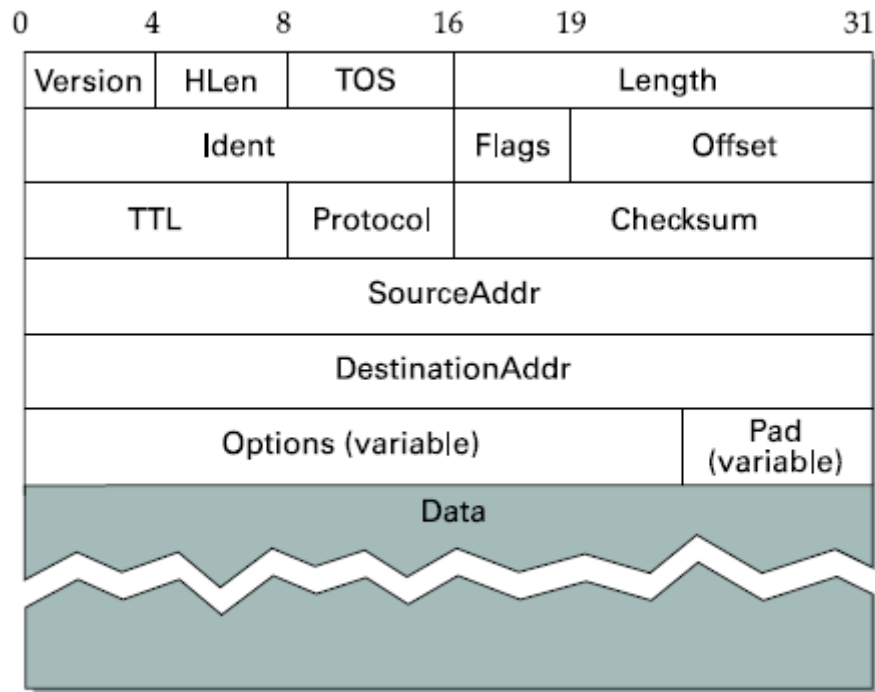 0 4 8 16 19 31
Version HLen TOS Length
Ident Flags Offset
TTL Protocol Checksum
SourceAddr
DestinationAddr
Options (variable) Pad
(variable)
Data